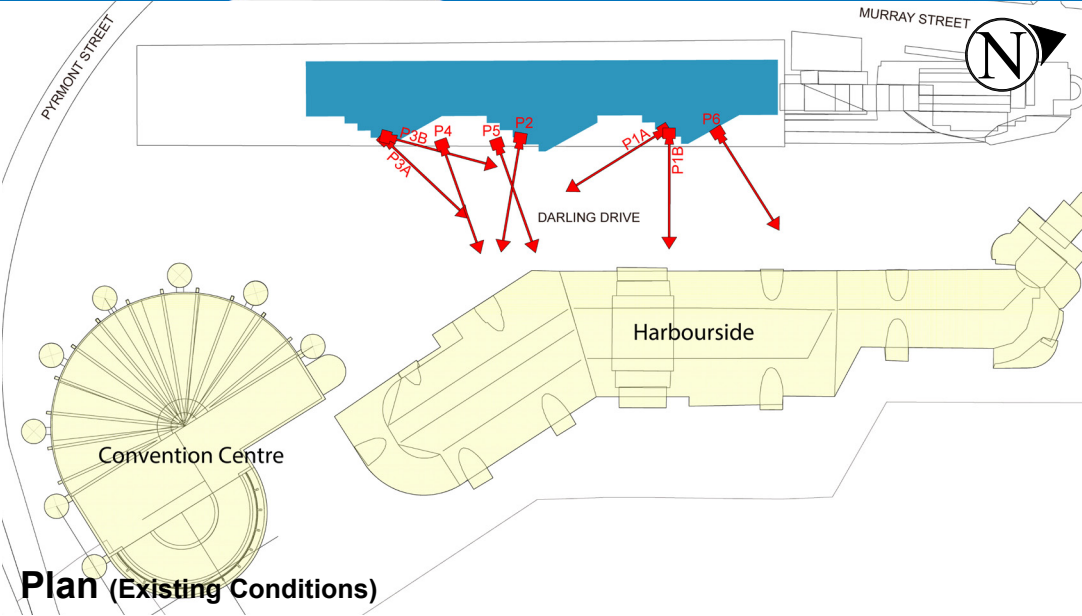 PYRMONT STREET
MURRAY STREET
N
P3B
P4
P5
P2
P1A
P1B
P6
P3A
DARLING DRIVE
Harbourside
Convention Centre
Plan (Existing Conditions)